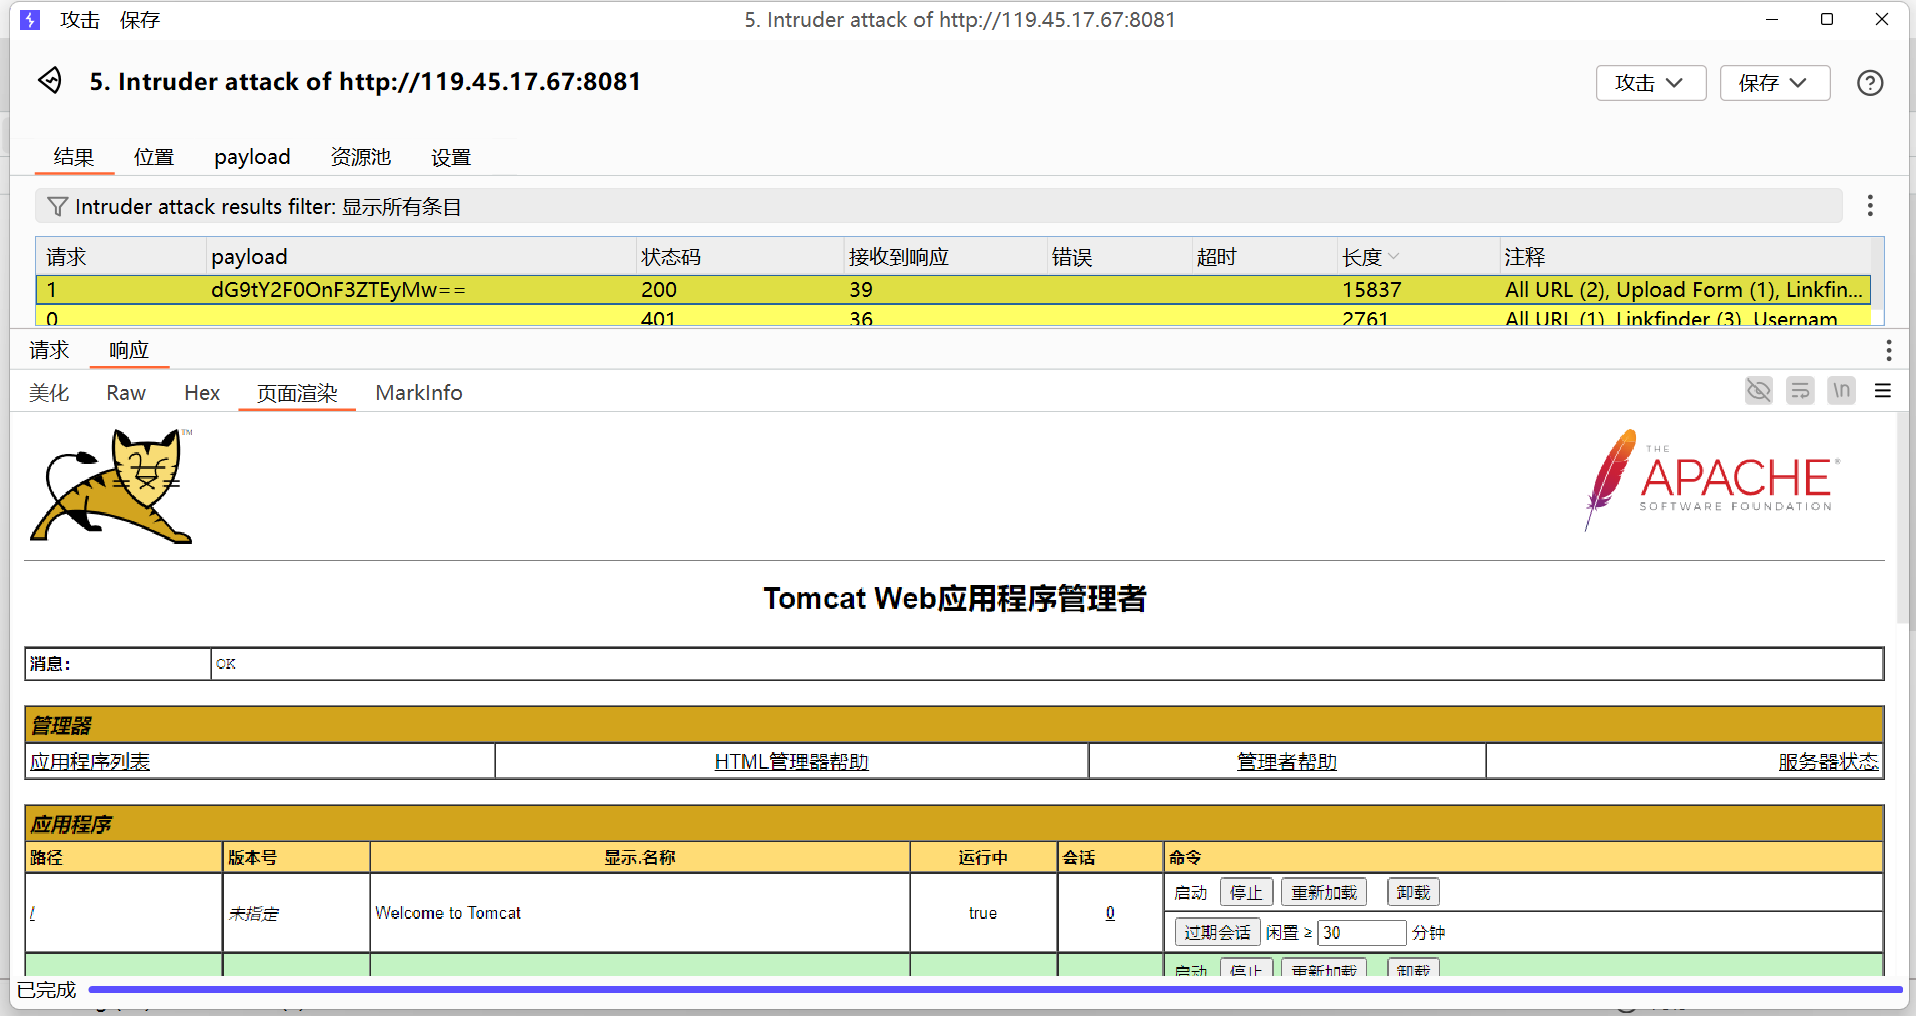 攻击 保存 5. Intruder attack of http://119.45.17.67:8081
5. Intruder attack of http://119.45.17.67:8081 攻击 保存
结果 位置 payload 资源池 设置
Intruder attack results filter: 显示所有条目
请求 payload 状态码 接收到响应 错误 超时 长度 注释
1 dG9tY2F0OnF3ZTEyMw== 200 39 15837 All URL (2), Upload Form (1), Linkfin...
0 401 36 2761 All URL (1), Linkfinder (3), Usernam
请求 响应
美化 Raw Hex 页面渲染 MarkInfo \n
TM
THE
APACHE®
SOFTWARE FOUNDATION
Tomcat Web应用程序管理者
消息: OK
管理器
应用程序列表 HTML管理器帮助 管理者帮助 服务器状态
应用程序
路径 版本号 显示.名称 运行中 会话 命令
/ 未指定 Welcome to Tomcat true 0 启动 停止 重新加载 卸载
过期会话 闲置 ≥ 30 分钟
启动 停止 重新加载 卸载
已完成